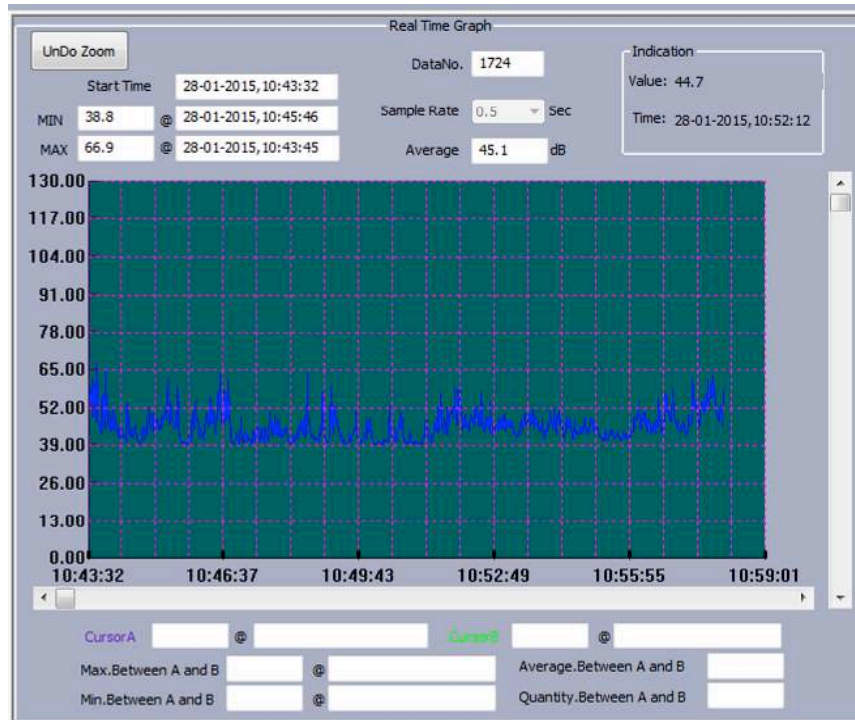 Real Time Graph
UnDo Zoom
DataNo. 1724
Indication
Value: 44.7
Start Time 28-01-2015,10:43:32
MIN 38.8 @ 28-01-2015,10:45:46
Sample Rate 0.5 Sec
Time: 28-01-2015,10:52:12
MAX 66.9 @ 28-01-2015,10:43:45
Average 45.1 dB
130.00
117.00
104.00
91.00
78.00
65.00
52.00
39.00
26.00
13.00
0.00
10:43:32 10:46:37 10:49:43 10:52:49 10:55:55 10:59:01
CursorA @ CursorB @
Max.Between A and B @ Average.Between A and B
Min.Between A and B @ Quantity.Between A and B